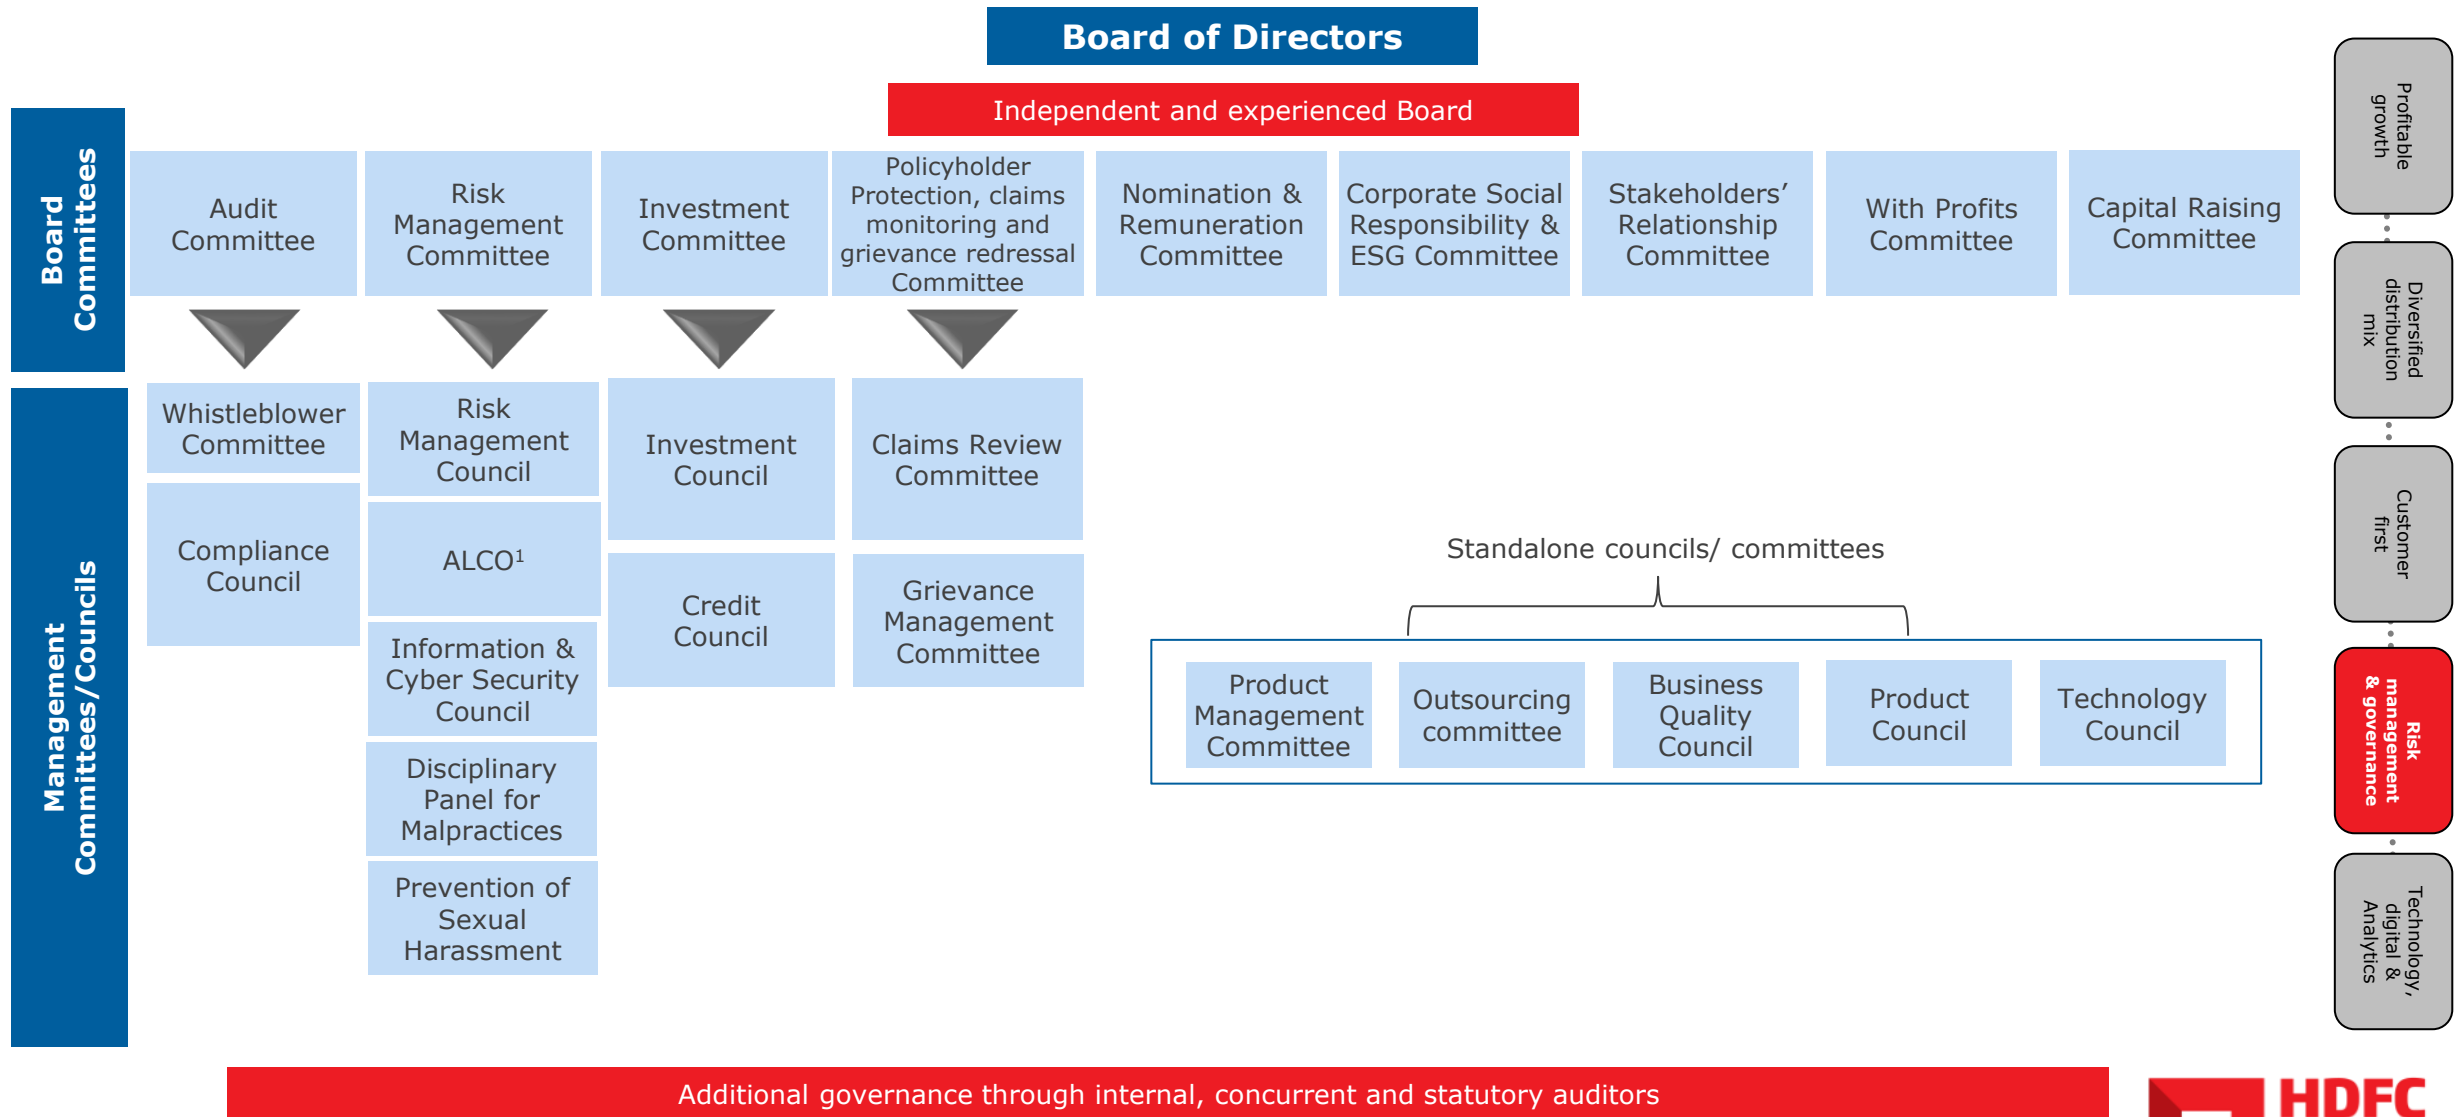 Board of Directors
Independent and experienced Board
Board
Committees
Audit
Committee
Risk
Management
Committee
Investment
Committee
Policyholder
Protection, claims
monitoring and
grievance redressal
Committee
Nomination &
Remuneration
Committee
Corporate Social
Responsibility &
ESG Committee
Stakeholders’
Relationship
Committee
With Profits
Committee
Capital Raising
Committee
Management
Committees/Councils
Whistleblower
Committee
Compliance
Council
Risk
Management
Council
ALCO¹
Information &
Cyber Security
Council
Disciplinary
Panel for
Malpractices
Prevention of
Sexual
Harassment
Investment
Council
Credit
Council
Claims Review
Committee
Grievance
Management
Committee
Standalone councils/ committees
Product
Management
Committee
Outsourcing
committee
Business
Quality
Council
Product
Council
Technology
Council
Profitable
growth
Diversified
distribution
mix
Customer
first
Risk
management
& governance
Technology,
digital &
Analytics
Additional governance through internal, concurrent and statutory auditors
HDFC